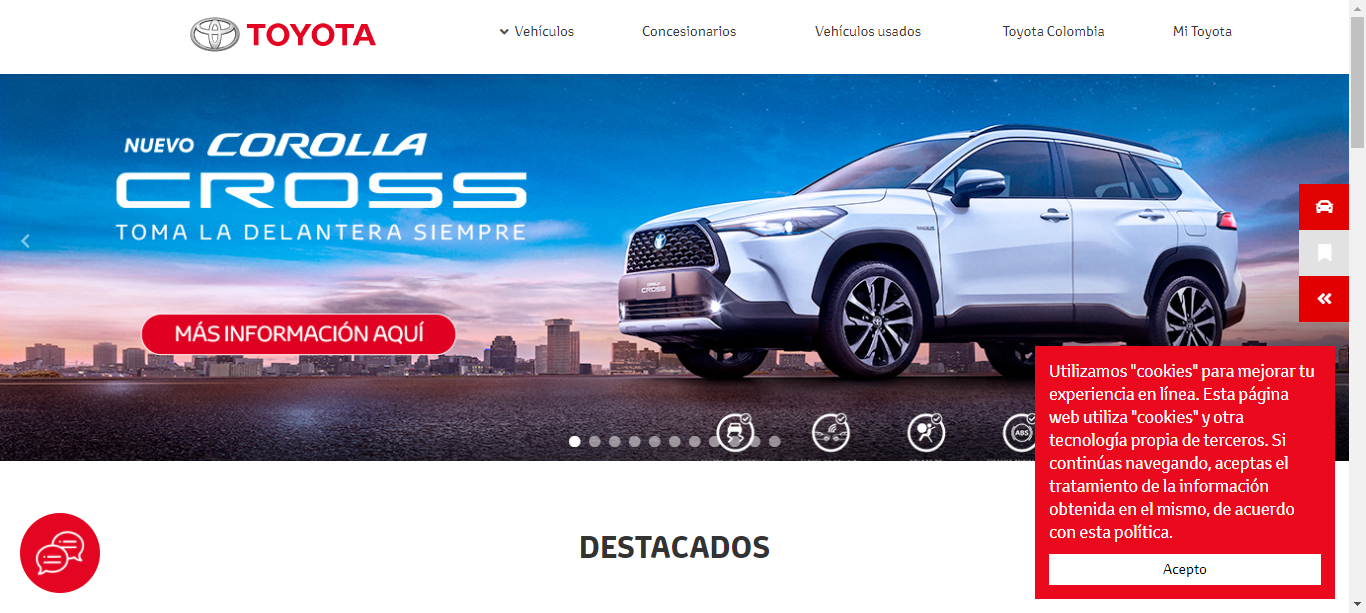 TOYOTA
Vehículos
Concesionarios
Vehículos usados
Toyota Colombia
Mi Toyota
NUEVO COROLLA
CROSS
TOMA LA DELANTERA SIEMPRE
MÁS INFORMACIÓN AQUÍ
COROLLA
CROSS
ABS
Utilizamos "cookies" para mejorar tu
experiencia en línea. Esta página
web utiliza "cookies" y otra
tecnología propia de terceros. Si
continúas navegando, aceptas el
tratamiento de la información
obtenida en el mismo, de acuerdo
con esta política.
Acepto
DESTACADOS